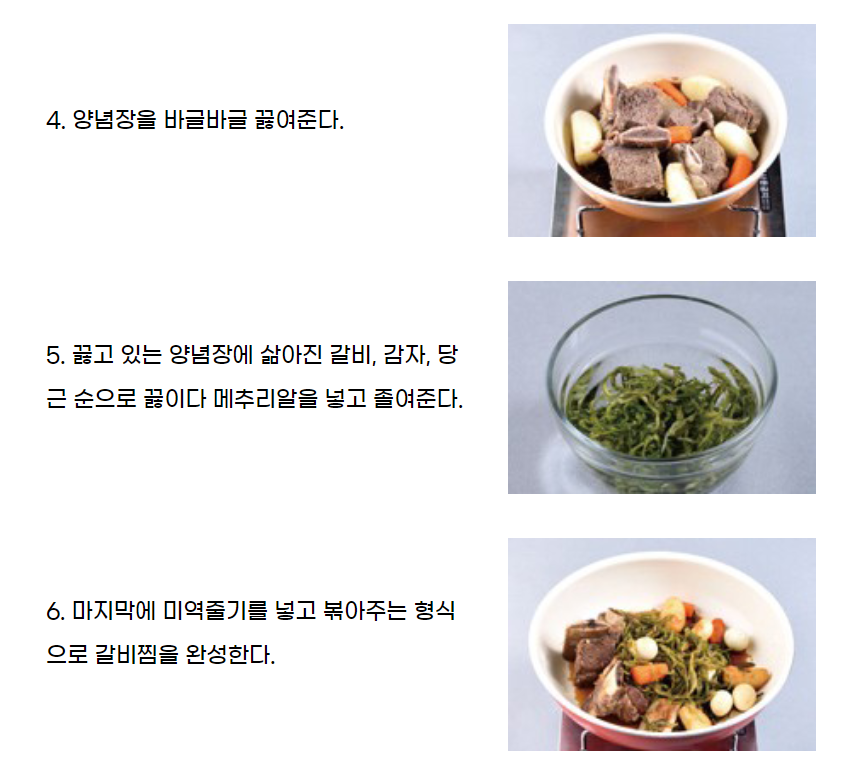 4. 양념장을 바글바글 끓여준다.
5. 끓고 있는 양념장에 삶아진 갈비, 감자, 당
근 순으로 끓이다 메추리알을 넣고 졸여준다.
6. 마지막에 미역줄기를 넣고 볶아주는 형식
으로 갈비찜을 완성한다.